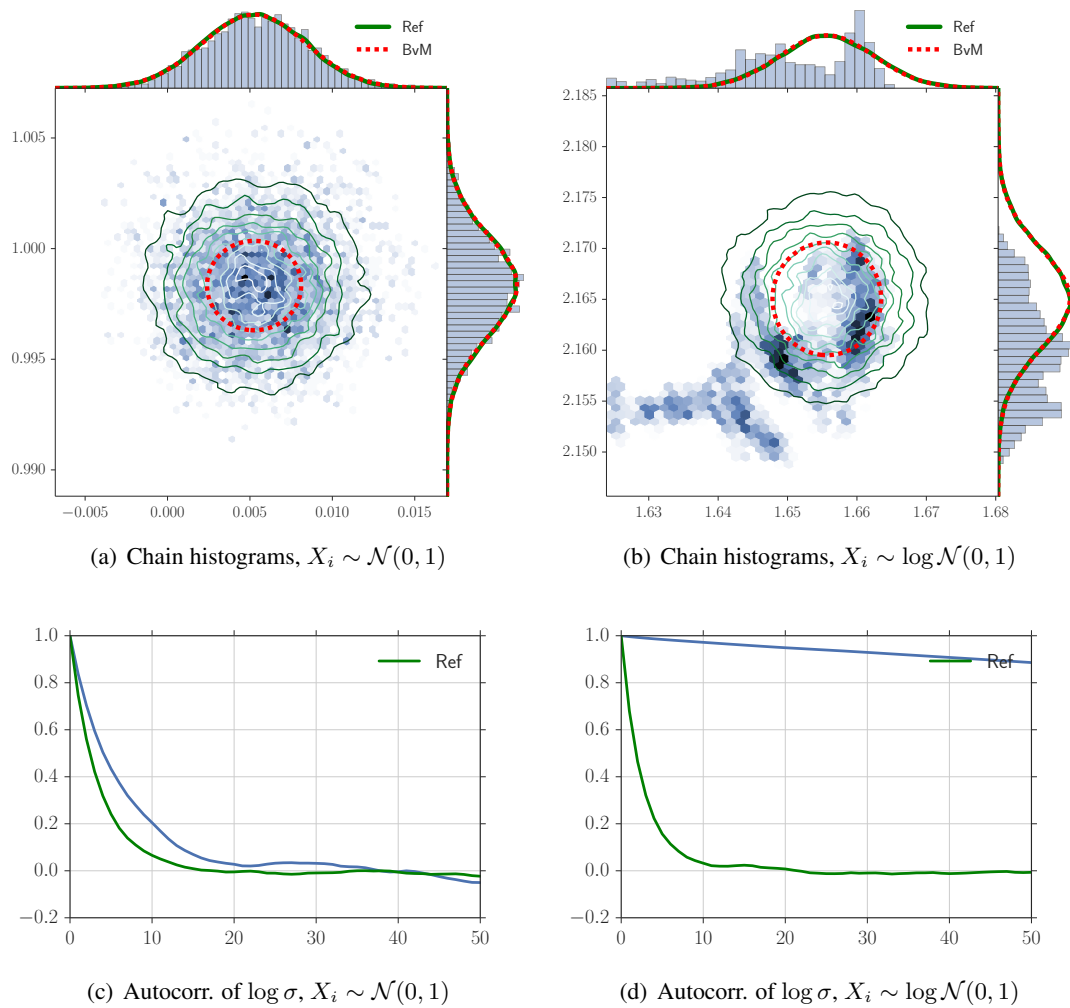 Ref
BvM
1.005
1.000
0.995
0.990
−0.005 0.000 0.005 0.010 0.015
(a) Chain histograms, X_i ∼ N(0, 1)
Ref
BvM
2.185
2.180
2.175
2.170
2.165
2.160
2.155
2.150
1.63 1.64 1.65 1.66 1.67 1.68
(b) Chain histograms, X_i ∼ log N(0, 1)
Ref
1.0
0.8
0.6
0.4
0.2
0.0
−0.2
0 10 20 30 40 50
(c) Autocorr. of log σ, X_i ∼ N(0, 1)
Ref
1.0
0.8
0.6
0.4
0.2
0.0
−0.2
0 10 20 30 40 50
(d) Autocorr. of log σ, X_i ∼ log N(0, 1)